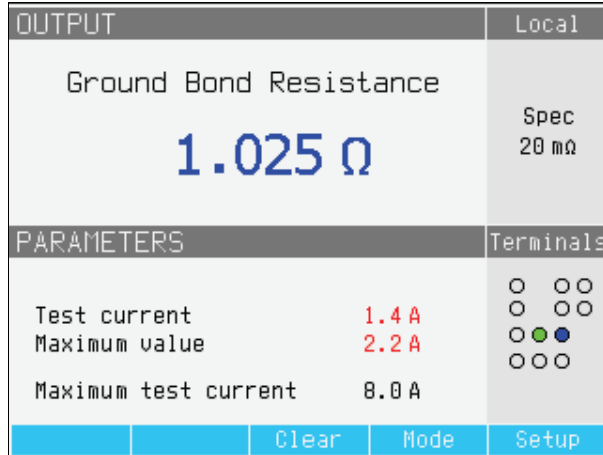 OUTPUT
Local
Ground Bond Resistance
1.025 Ω
Spec
20 mΩ
PARAMETERS
Terminals
Test current 1.4 A
Maximum value 2.2 A
Maximum test current 8.0 A
Clear Mode Setup